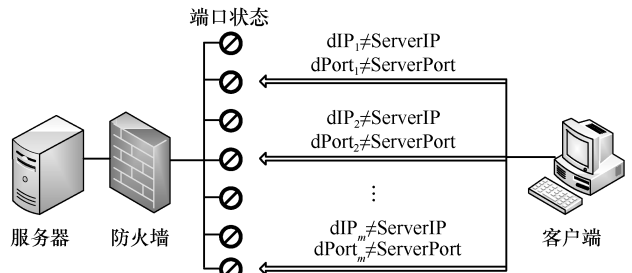 端口状态
dIP₁≠ServerIP
dPort₁≠ServerPort
dIP₂≠ServerIP
dPort₂≠ServerPort
⋮
dIPₘ≠ServerIP
dPortₘ≠ServerPort
服务器
防火墙
客户端